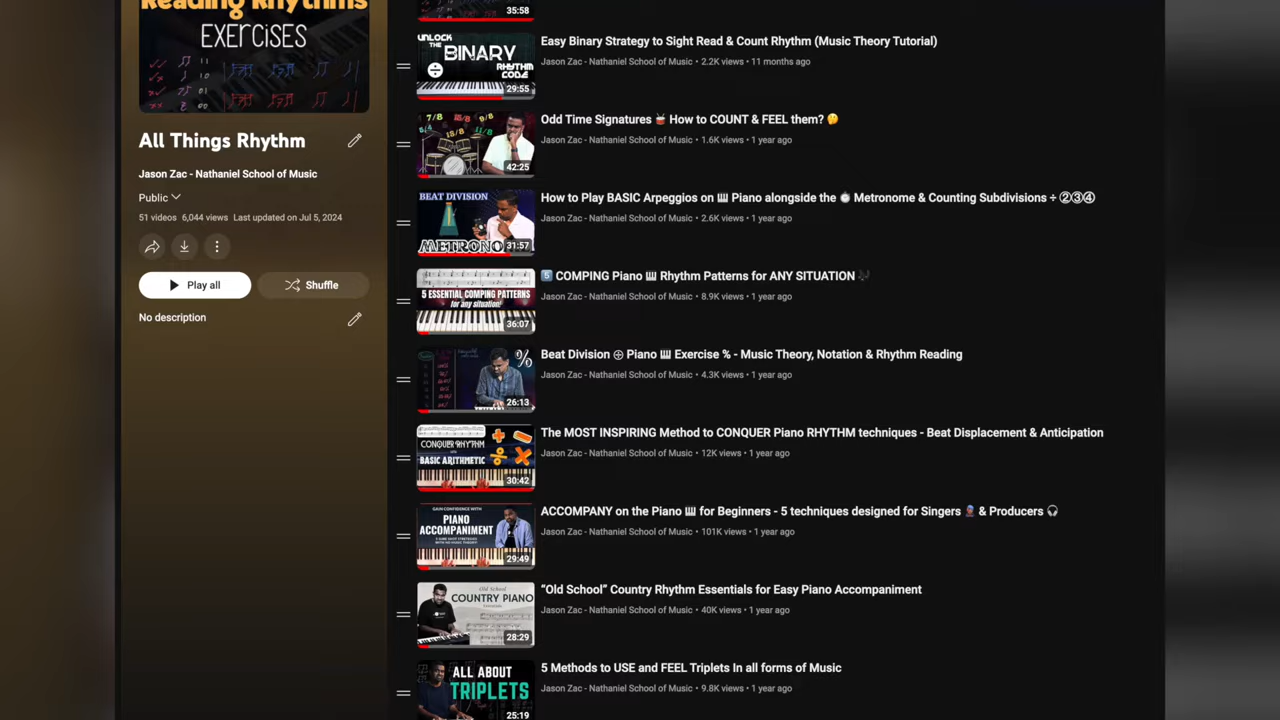 Reading Rhythms
EXERCISES
All Things Rhythm
Jason Zac - Nathaniel School of Music
Public
51 videos 6,044 views Last updated on Jul 5, 2024
Play all
Shuffle
No description
35:58
UNLOCK
THE
BINARY
RHYTHM
CODE
29:55
Easy Binary Strategy to Sight Read & Count Rhythm (Music Theory Tutorial)
Jason Zac - Nathaniel School of Music • 2.2K views • 11 months ago
7/8
5/4
15/8
11/8
42:25
Odd Time Signatures 🥁 How to COUNT & FEEL them? 🤔
Jason Zac - Nathaniel School of Music • 1.6K views • 1 year ago
BEAT DIVISION
METRONO
31:57
How to Play BASIC Arpeggios on 🎹 Piano alongside the ⏱ Metronome & Counting Subdivisions ÷ ②③④
Jason Zac - Nathaniel School of Music • 2.6K views • 1 year ago
5 ESSENTIAL COMPING PATTERNS
for any situation!
36:07
5️⃣ COMPING Piano 🎹 Rhythm Patterns for ANY SITUATION 🎶
Jason Zac - Nathaniel School of Music • 8.9K views • 1 year ago
%
26:13
Beat Division ⨁ Piano 🎹 Exercise % - Music Theory, Notation & Rhythm Reading
Jason Zac - Nathaniel School of Music • 4.3K views • 1 year ago
CONQUER RHYTHM
BASIC ARITHMETIC
30:42
The MOST INSPIRING Method to CONQUER Piano RHYTHM techniques - Beat Displacement & Anticipation
Jason Zac - Nathaniel School of Music • 12K views • 1 year ago
GAIN CONFIDENCE WITH
PIANO
ACCOMPANIMENT
29:49
ACCOMPANY on the Piano 🎹 for Beginners - 5 techniques designed for Singers 👩‍🎤 & Producers 🎧
Jason Zac - Nathaniel School of Music • 101K views • 1 year ago
Old School
COUNTRY PIANO
28:29
“Old School” Country Rhythm Essentials for Easy Piano Accompaniment
Jason Zac - Nathaniel School of Music • 40K views • 1 year ago
ALL ABOUT
TRIPLETS
25:19
5 Methods to USE and FEEL Triplets In all forms of Music
Jason Zac - Nathaniel School of Music • 9.8K views • 1 year ago